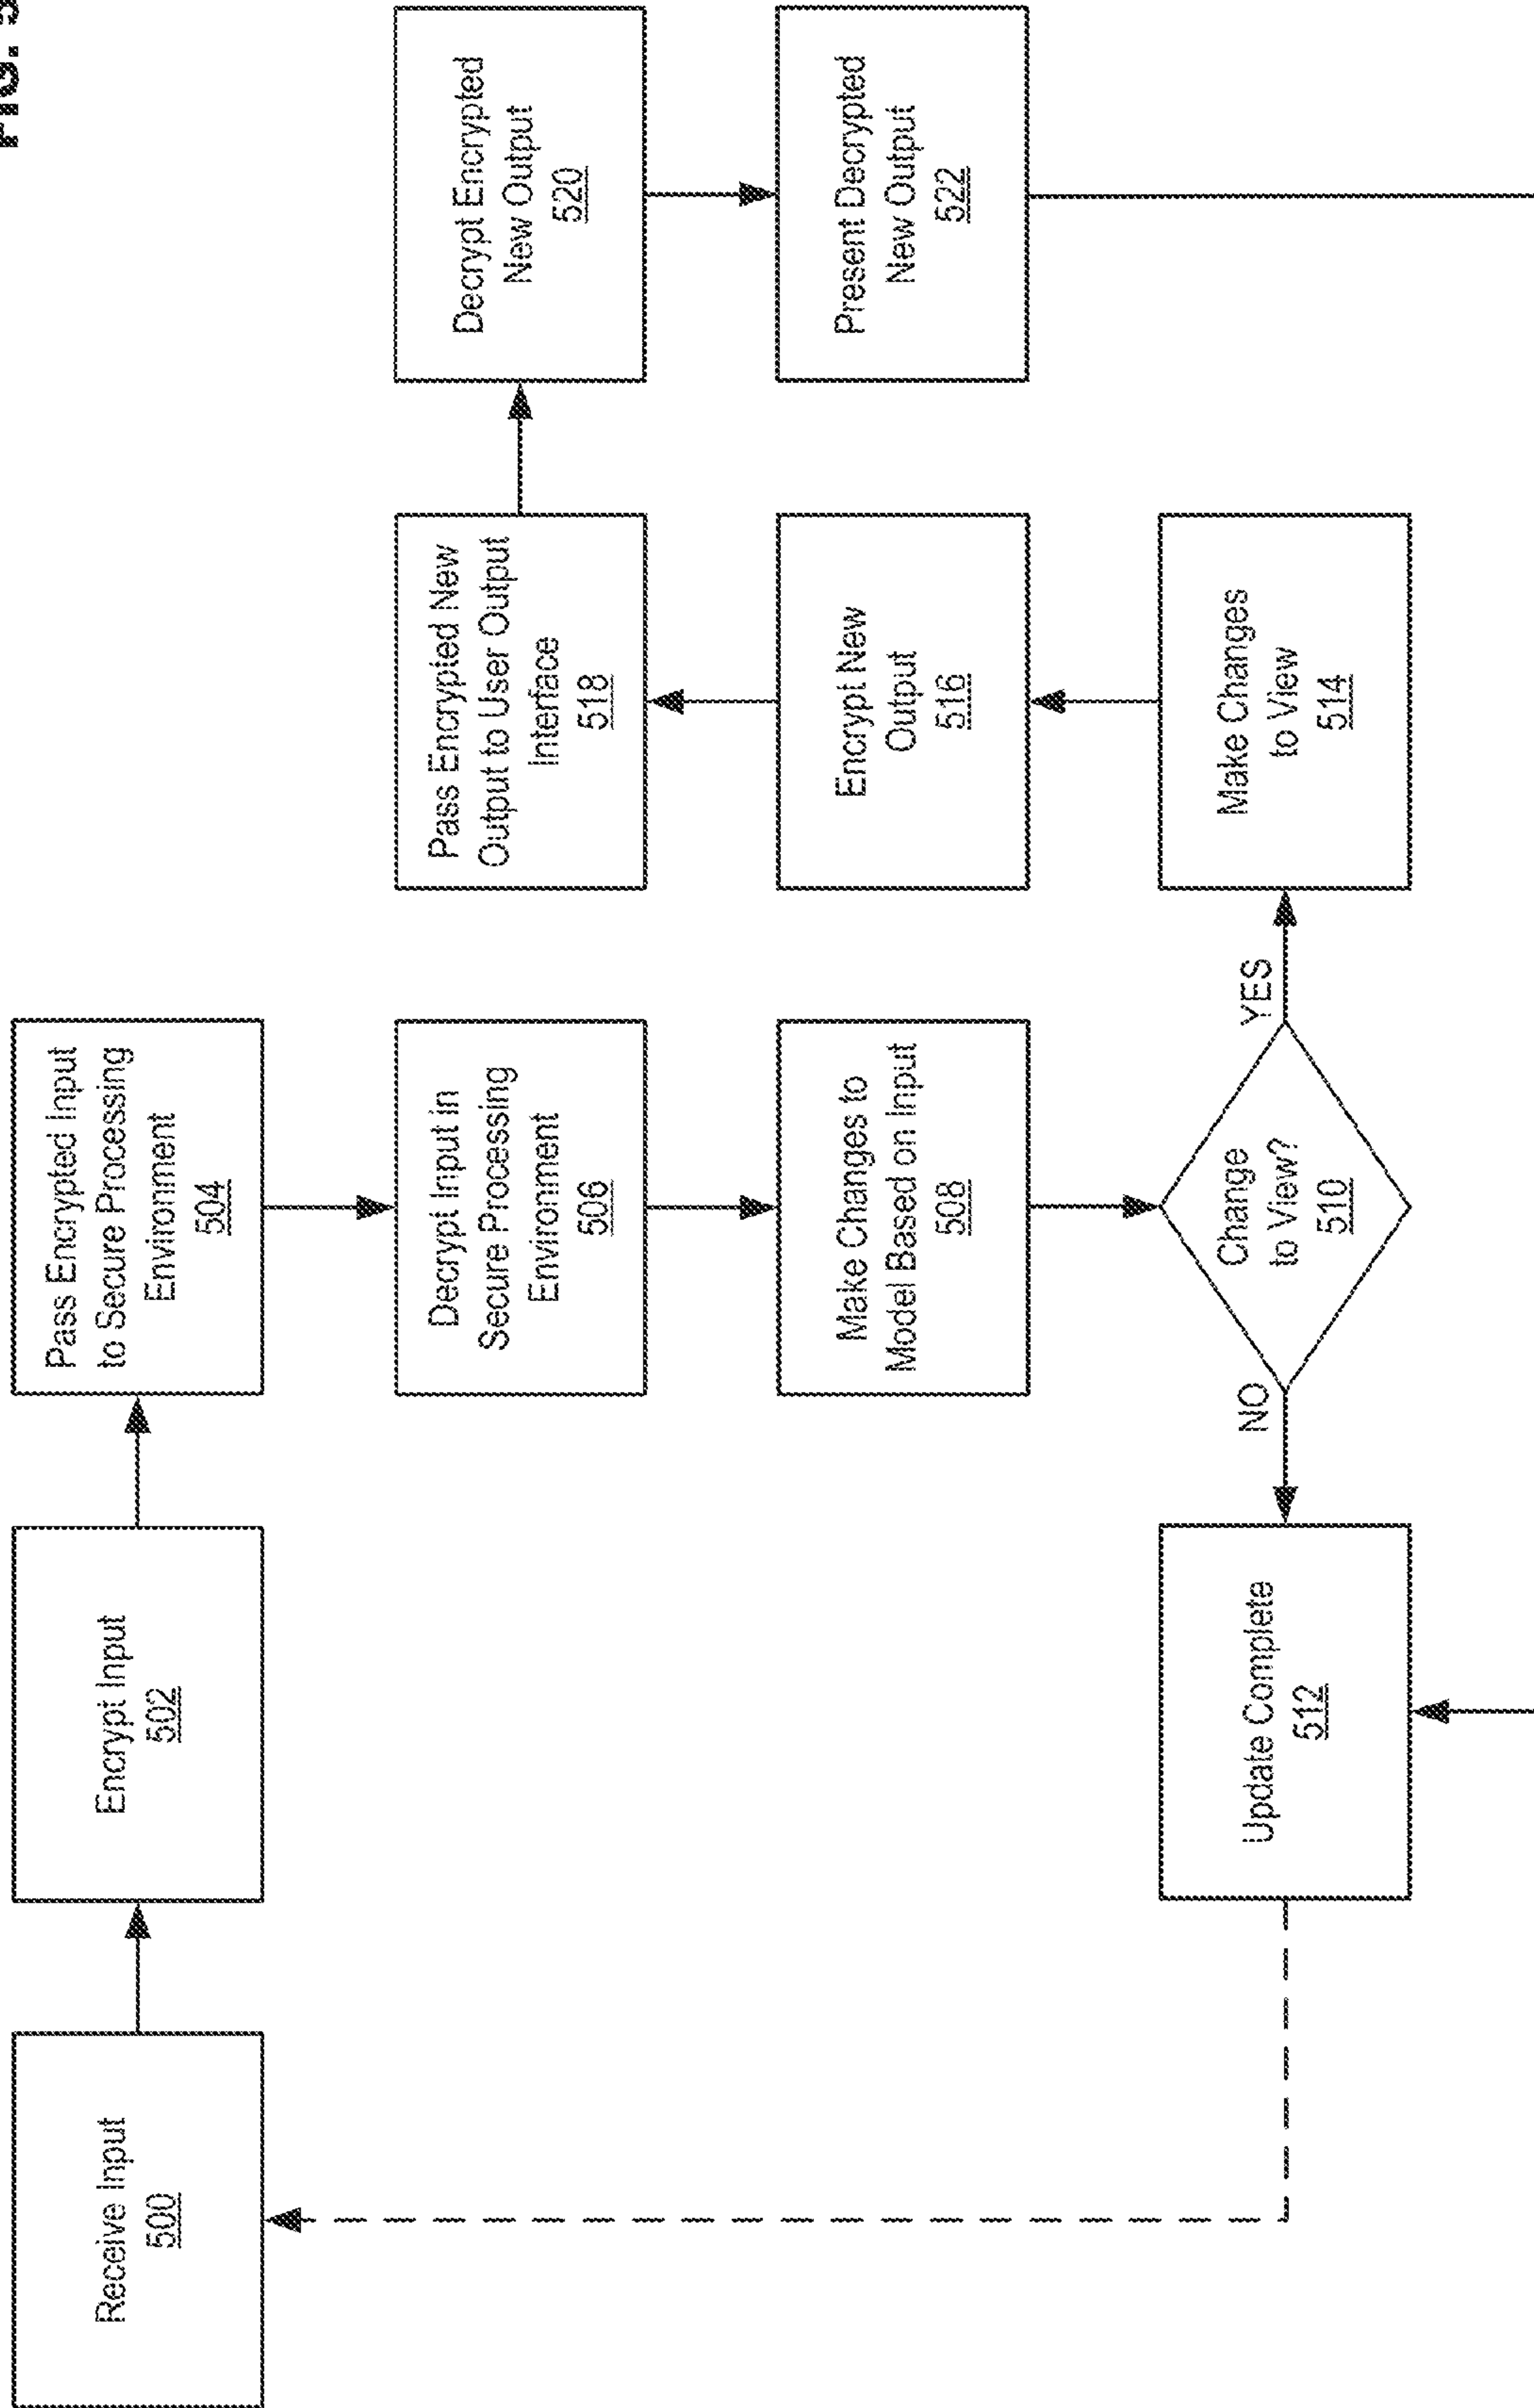 FIG. 5
Receive Input
500
Encrypt Input
502
Pass Encrypted Input
to Secure Processing
Environment
504
Decrypt Input in
Secure Processing
Environment
506
Make Changes to
Model Based on Input
508
Change
to View?
510
NO
YES
Update Complete
512
Make Changes
to View
514
Encrypt New
Output
516
Pass Encrypted New
Output to User Output
Interface
518
Decrypt Encrypted
New Output
520
Present Decrypted
New Output
522